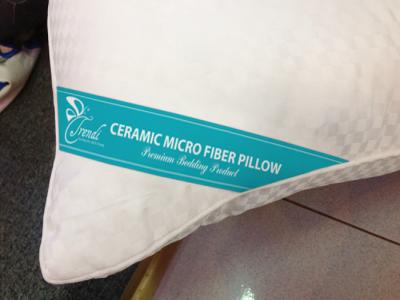 Trendi
CERAMIC MICRO FIBER PILLOW
Premium Bedding Product